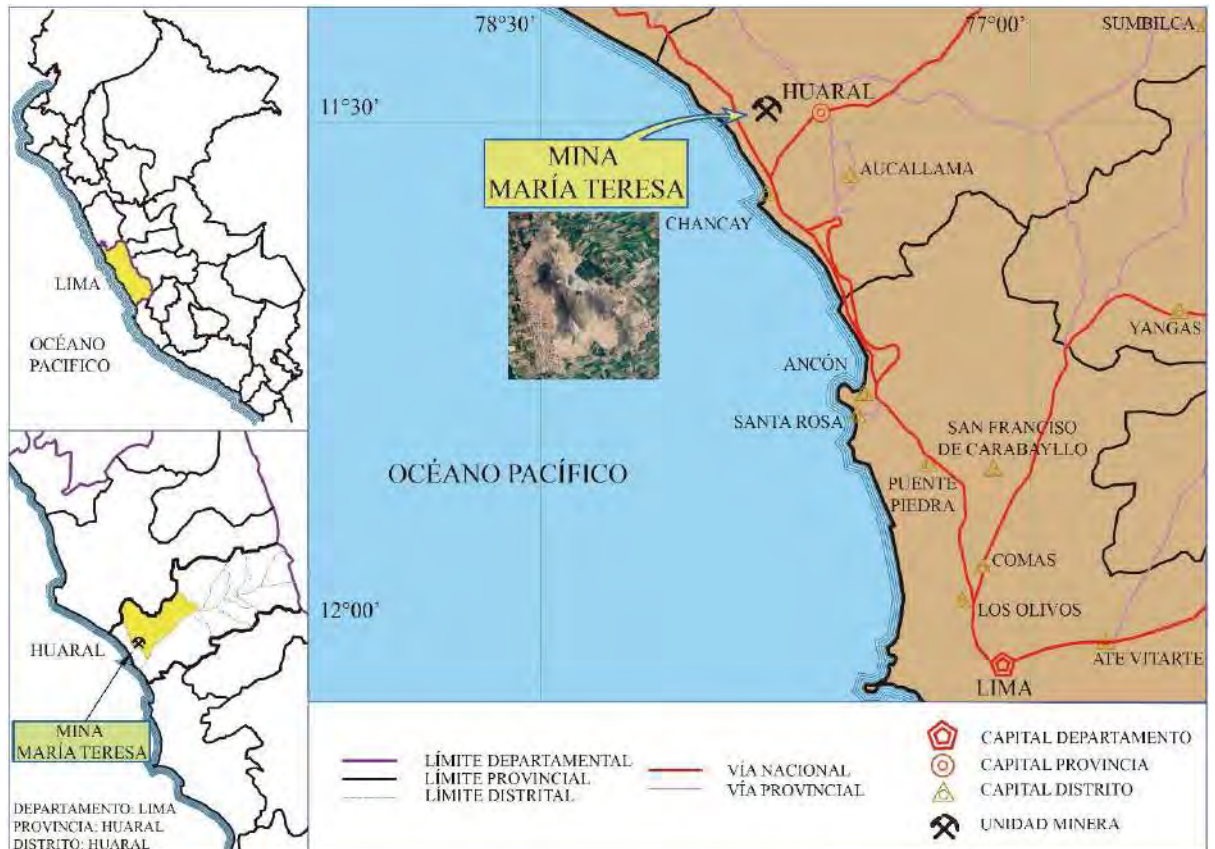 LIMA
OCÉANO
PACIFICO
HUARAL
MINA
MARÍA TERESA
DEPARTAMENTO: LIMA
PROVINCIA: HUARAL
DISTRITO: HUARAL
78°30'
77°00'
SUMBILCA
11°30'
HUARAL
MINA
MARÍA TERESA
AUCALLAMA
CHANCAY
YANGAS
ANCÓN
SANTA ROSA
SAN FRANCISO
DE CARABAYLLO
OCÉANO PACÍFICO
PUENTE
PIEDRA
COMAS
12°00'
LOS OLIVOS
ATE VITARTE
LIMA
LÍMITE DEPARTAMENTAL
LÍMITE PROVINCIAL
LÍMITE DISTRITAL
VÍA NACIONAL
VÍA PROVINCIAL
CAPITAL DEPARTAMENTO
CAPITAL PROVINCIA
CAPITAL DISTRITO
UNIDAD MINERA